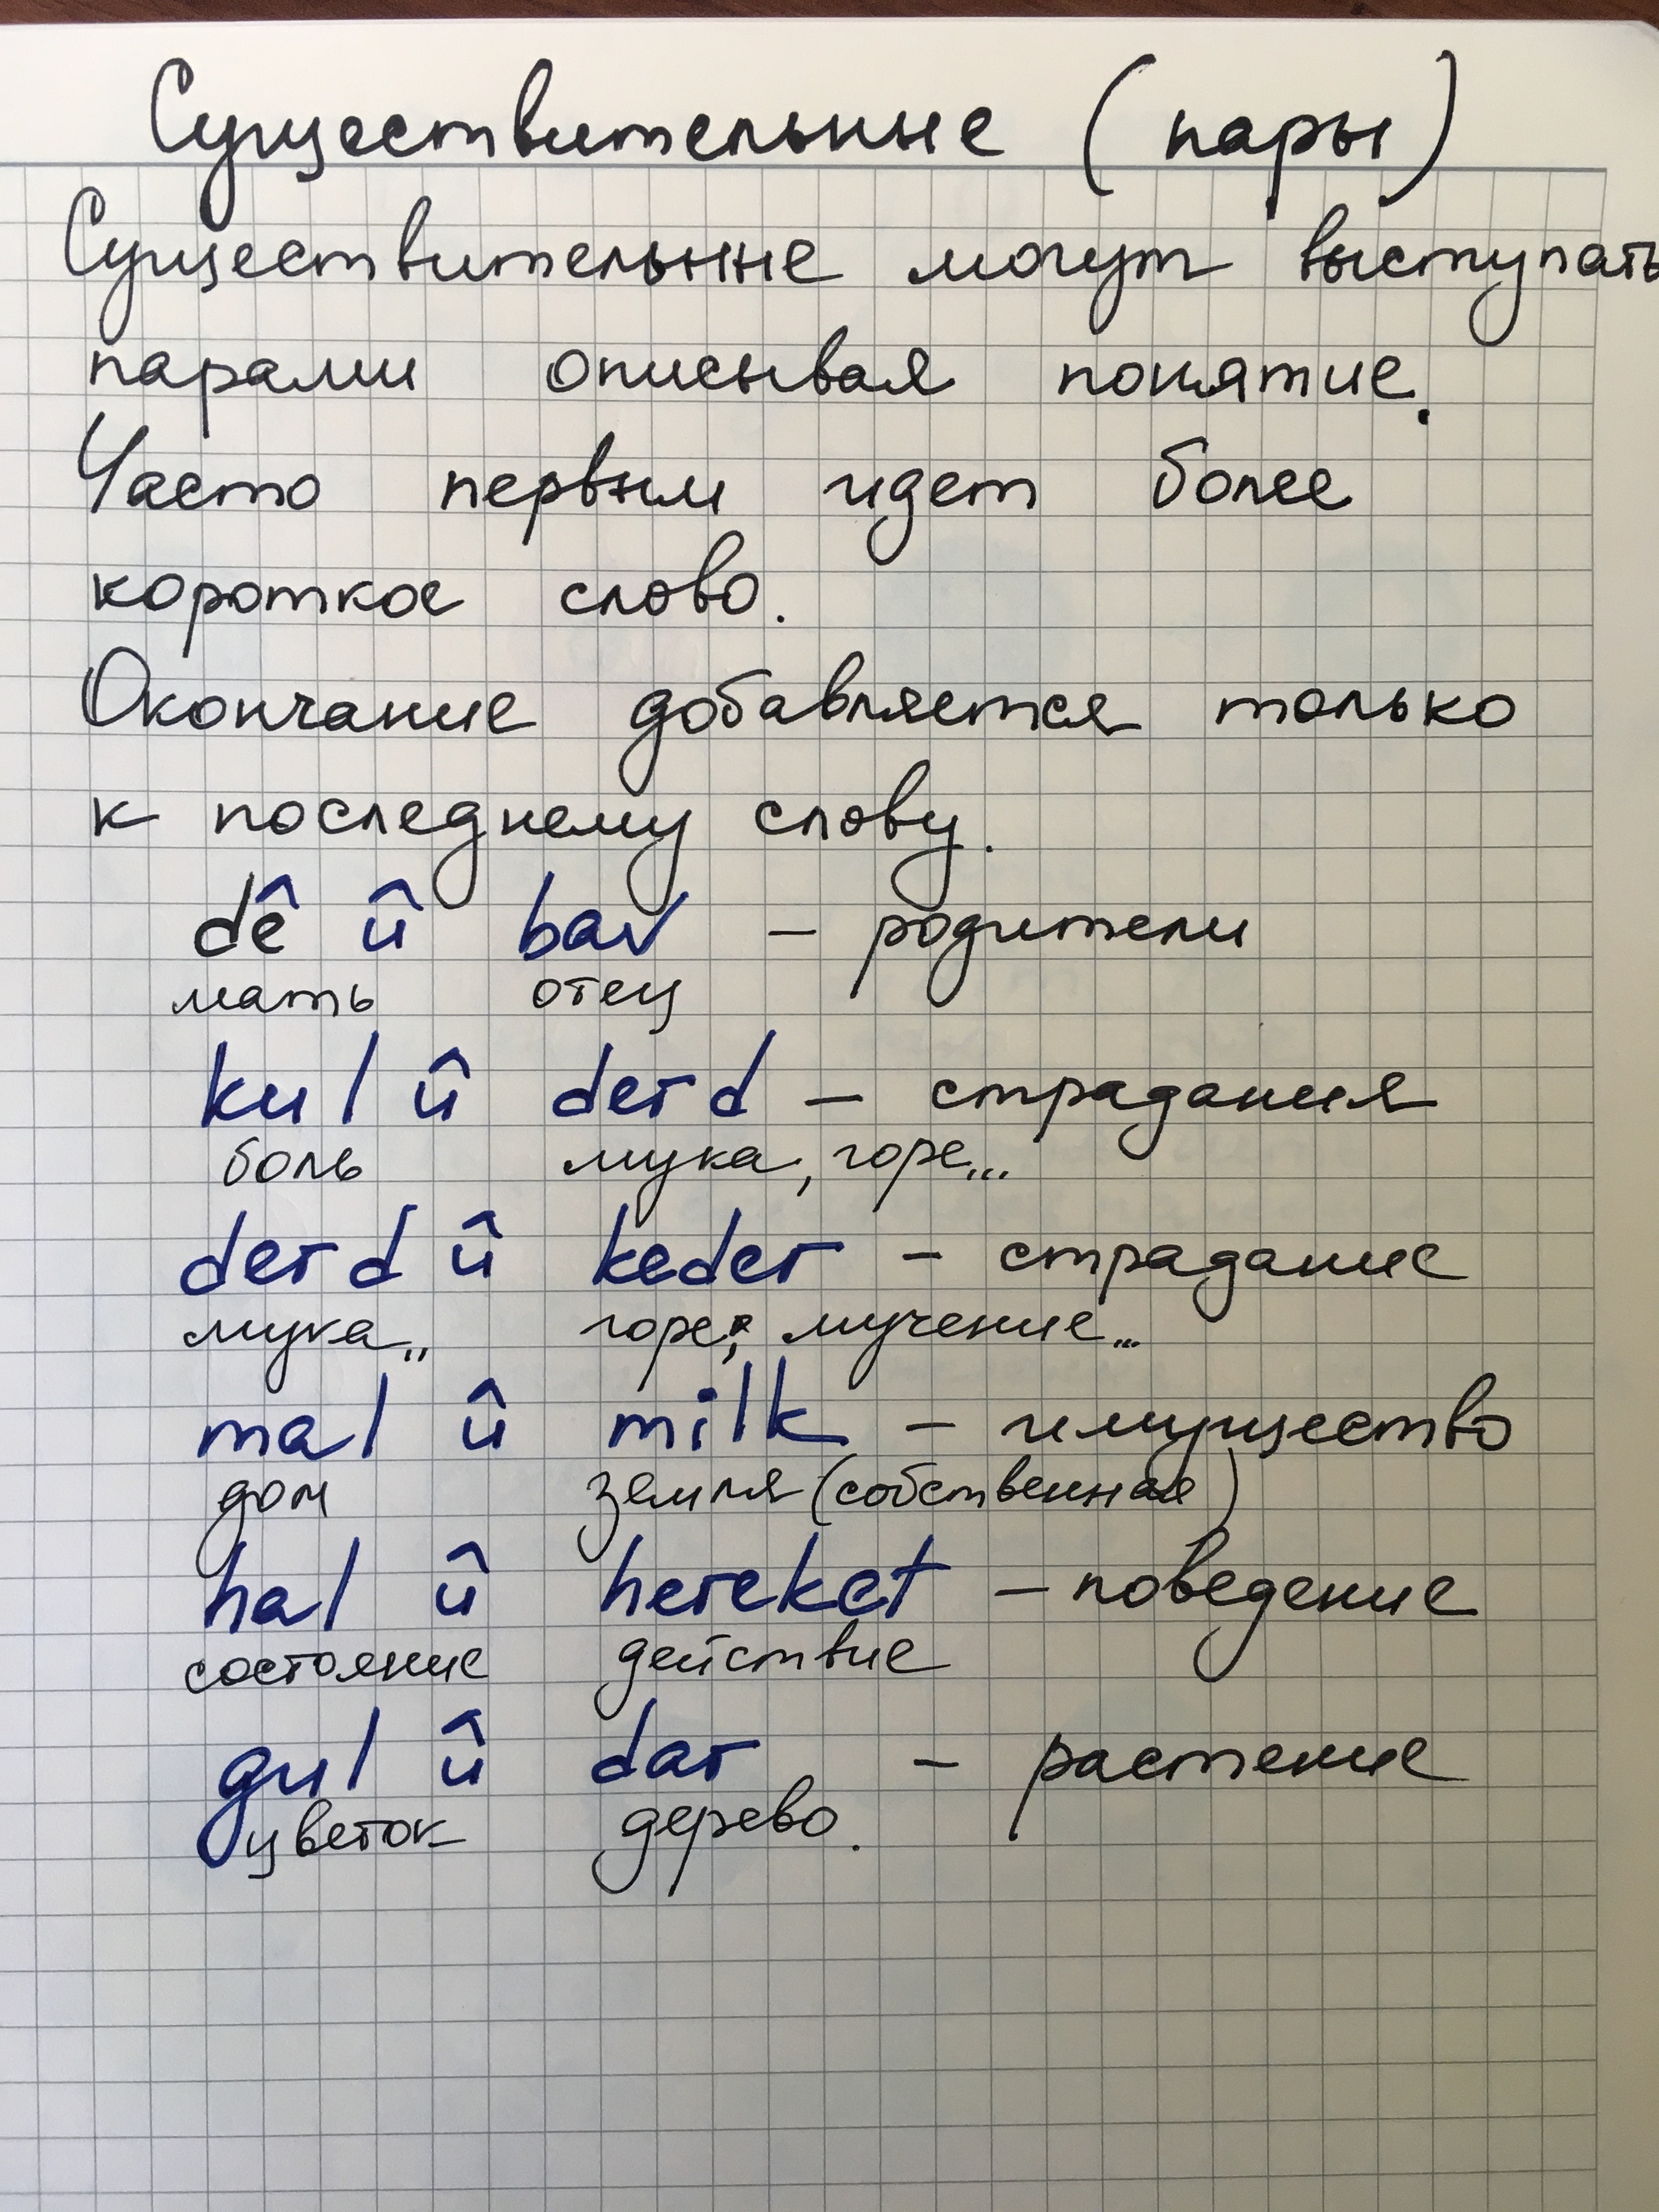 Существительные (пары)
Существительные могут выступать
парами описывая понятие.
Часто первым идет более
короткое слово.
Окончание добавляется только
к последнему слову.
dê û bav – родители
мать отец
kul û derd – страдания
боль мука, горе...
derd û keder – страдание
мука,, горе, мучение...
mal û milk – имущество
дом земля (собственная)
hal û hereket – поведение
состояние действие
gul û dar – растение
цветок дерево.